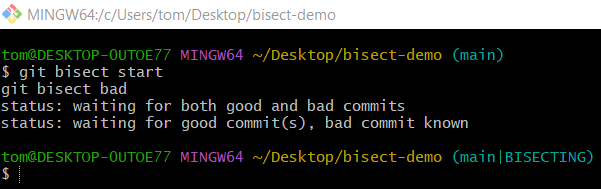 MINGW64:/c/Users/tom/Desktop/bisect-demo
tom@DESKTOP-OUTOE77 MINGW64 ~/Desktop/bisect-demo (main)
$ git bisect start
git bisect bad
status: waiting for both good and bad commits
status: waiting for good commit(s), bad commit known
tom@DESKTOP-OUTOE77 MINGW64 ~/Desktop/bisect-demo (main|BISECTING)
$